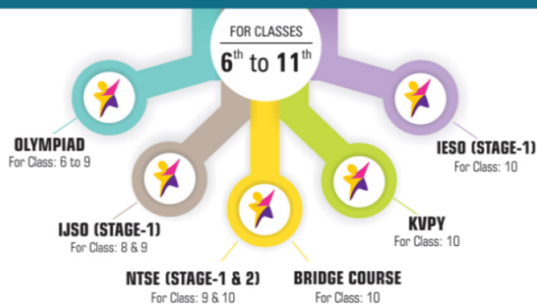 FOR CLASSES
6th to 11th
OLYMPIAD
For Class: 6 to 9
IESO (STAGE-1)
For Class: 10
IJSO (STAGE-1)
For Class: 8 & 9
KVPY
For Class: 10
NTSE (STAGE-1 & 2)
For Class: 9 & 10
BRIDGE COURSE
For Class: 10